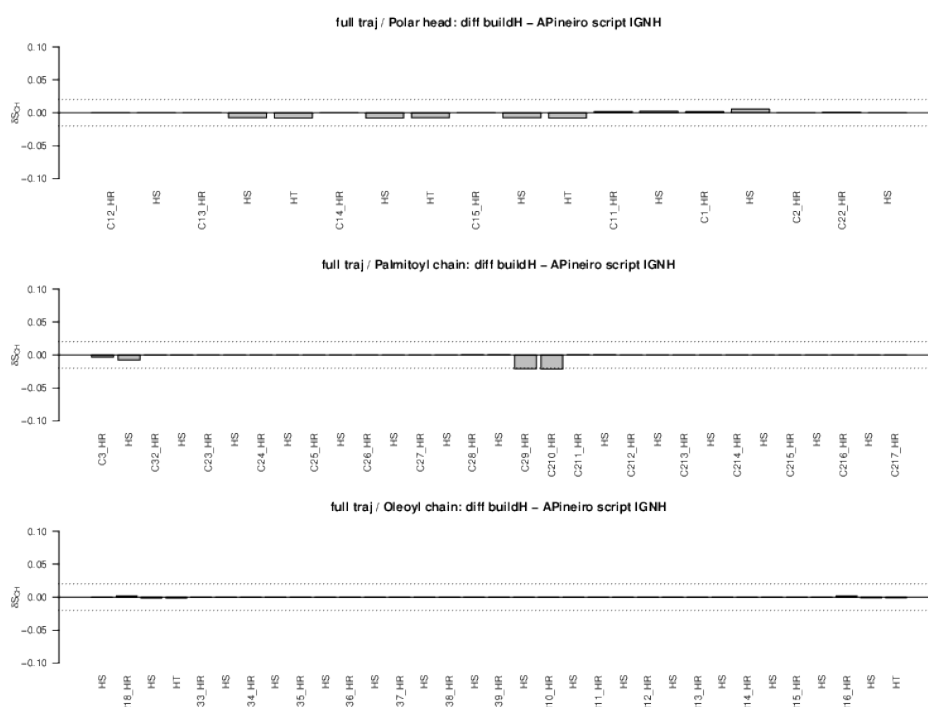 full traj / Polar head: diff buildH − APineiro script IGNH
δSCH
0.10
0.05
0.00
−0.05
−0.10
C12_HR
HS
C13_HR
HS
HT
C14_HR
HS
HT
C15_HR
HS
HT
C11_HR
HS
C1_HR
HS
C2_HR
C22_HR
HS
full traj / Palmitoyl chain: diff buildH − APineiro script IGNH
δSCH
0.10
0.05
0.00
−0.05
−0.10
C3_HR
HS
C32_HR
HS
C23_HR
HS
C24_HR
HS
C25_HR
HS
C26_HR
HS
C27_HR
HS
C28_HR
HS
C29_HR
C210_HR
C211_HR
HS
C212_HR
HS
C213_HR
HS
C214_HR
HS
C215_HR
HS
C216_HR
HS
C217_HR
full traj / Oleoyl chain: diff buildH − APineiro script IGNH
δSCH
0.10
0.05
0.00
−0.05
−0.10
HS
18_HR
HS
HT
33_HR
HS
34_HR
HS
35_HR
HS
36_HR
HS
37_HR
HS
38_HR
HS
39_HR
HS
10_HR
HS
11_HR
HS
12_HR
HS
13_HR
HS
14_HR
HS
15_HR
HS
16_HR
HS
HT